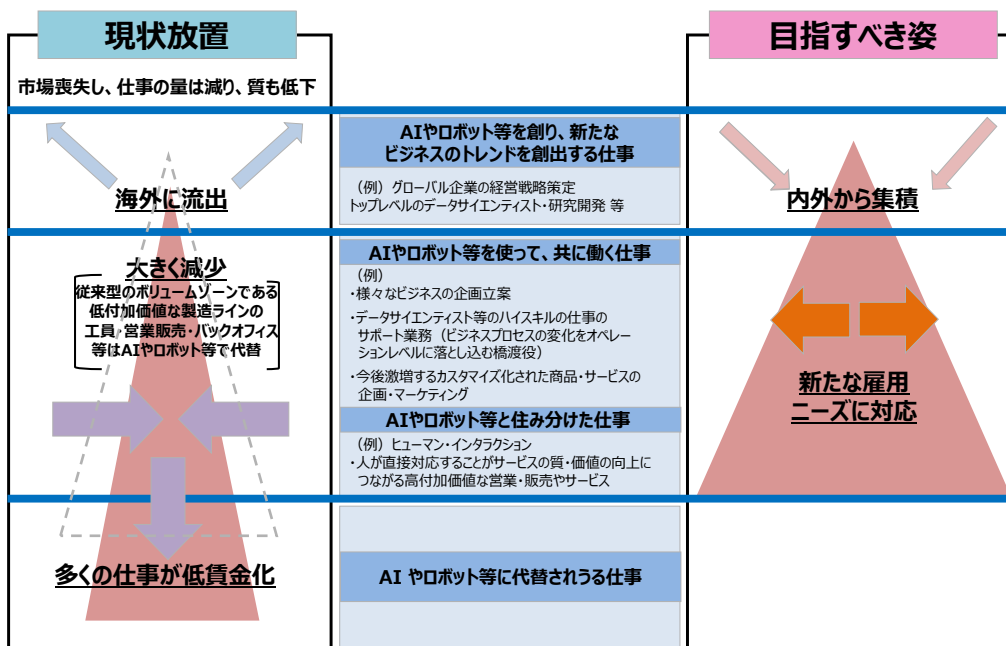 現状放置
市場喪失し、仕事の量は減り、質も低下
海外に流出
大きく減少
従来型のボリュームゾーンである
低付加価値な製造ラインの
工員・営業販売・バックオフィス
等はAIやロボット等で代替
多くの仕事が低賃金化
AIやロボット等を創り、新たな
ビジネスのトレンドを創出する仕事
（例）グローバル企業の経営戦略策定
トップレベルのデータサイエンティスト・研究開発 等
AIやロボット等を使って、共に働く仕事
（例）
・様々なビジネスの企画立案
・データサイエンティスト等のハイスキルの仕事の
サポート業務（ビジネスプロセスの変化をオペレー
ションレベルに落とし込む橋渡役）
・今後激増するカスタマイズ化された商品・サービスの
企画・マーケティング
AIやロボット等と住み分けた仕事
（例）ヒューマン・インタラクション
・人が直接対応することがサービスの質・価値の向上に
つながる高付加価値な営業・販売やサービス
AI やロボット等に代替されうる仕事
目指すべき姿
内外から集積
新たな雇用
ニーズに対応